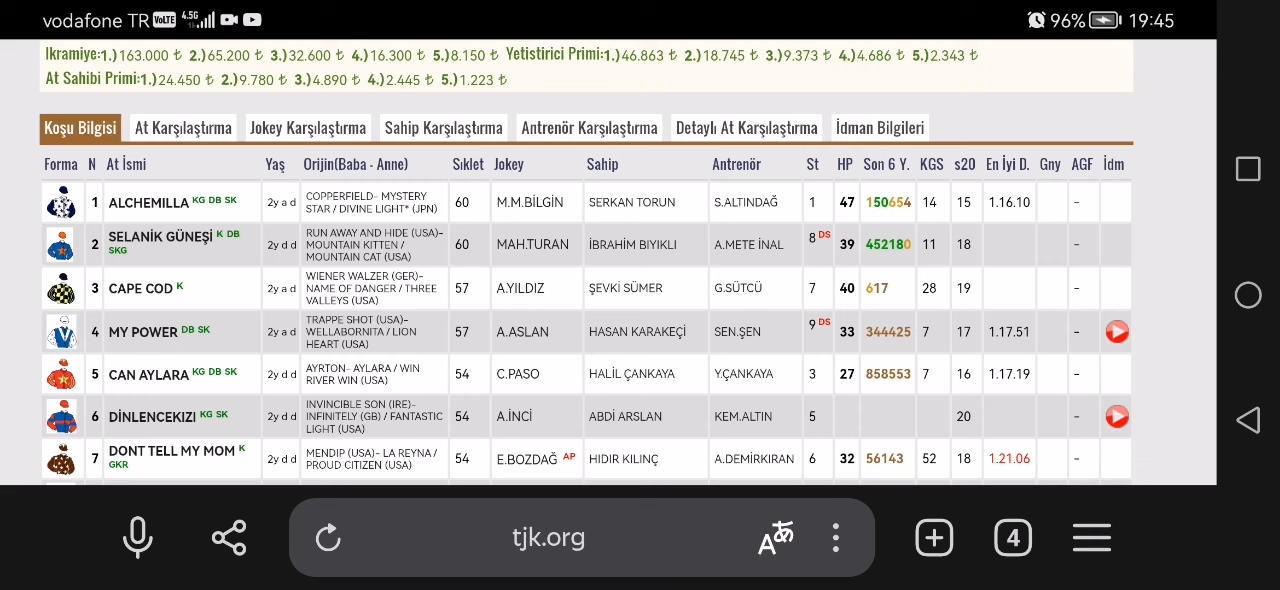 vodafone TR VoLTE 4.5G 1k 96% 19:45
Ikramiye:1.)163.000 ₺ 2.)65.200 ₺ 3.)32.600 ₺ 4.)16.300 ₺ 5.)8.150 ₺ Yetistirici Primi:1.)46.863 ₺ 2.)18.745 ₺ 3.)9.373 ₺ 4.)4.686 ₺ 5.)2.343 ₺
At Sahibi Primi:1.)24.450 ₺ 2.)9.780 ₺ 3.)4.890 ₺ 4.)2.445 ₺ 5.)1.223 ₺
Koşu Bilgisi At Karşılaştırma Jokey Karşılaştırma Sahip Karşılaştırma Antrenör Karşılaştırma Detaylı At Karşılaştırma İdman Bilgileri
Forma N At İsmi Yaş Orijin(Baba - Anne) Sıklet Jokey Sahip Antrenör St HP Son 6 Y. KGS s20 En İyi D. Gny AGF İdm
1 ALCHEMILLA KG DB SK 2y a d COPPERFIELD- MYSTERY STAR / DIVINE LIGHT* (JPN) 60 M.M.BİLGİN SERKAN TORUN S.ALTINDAĞ 1 47 150654 14 15 1.16.10 -
2 SELANİK GÜNEŞİ K DB SKG 2y d d RUN AWAY AND HIDE (USA)- MOUNTAIN KITTEN / MOUNTAIN CAT (USA) 60 MAH.TURAN İBRAHİM BIYIKLI A.METE İNAL 8 DS 39 452180 11 18 -
3 CAPE COD K 2y a d WIENER WALZER (GER)- NAME OF DANGER / THREE VALLEYS (USA) 57 A.YILDIZ ŞEVKİ SÜMER G.SÜTCÜ 7 40 617 28 19 -
4 MY POWER DB SK 2y a d TRAPPE SHOT (USA)- WELLABORNITA / LION HEART (USA) 57 A.ASLAN HASAN KARAKEÇİ SEN.ŞEN 9 DS 33 344425 7 17 1.17.51 -
5 CAN AYLARA KG DB SK 2y d d AYRTON- AYLARA / WIN RIVER WIN (USA) 54 C.PASO HALİL ÇANKAYA Y.ÇANKAYA 3 27 858553 7 16 1.17.19 -
6 DİNLENCEKIZI KG SK 2y d d INVINCIBLE SON (IRE)- INFINITELY (GB) / FANTASTIC LIGHT (USA) 54 A.İNCİ ABDİ ARSLAN KEM.ALTIN 5 20 -
7 DONT TELL MY MOM K GKR 2y d d MENDIP (USA)- LA REYNA / PROUD CITIZEN (USA) 54 E.BOZDAĞ AP HIDIR KILINÇ A.DEMİRKIRAN 6 32 56143 52 18 1.21.06 -
tjk.org Aあ 4